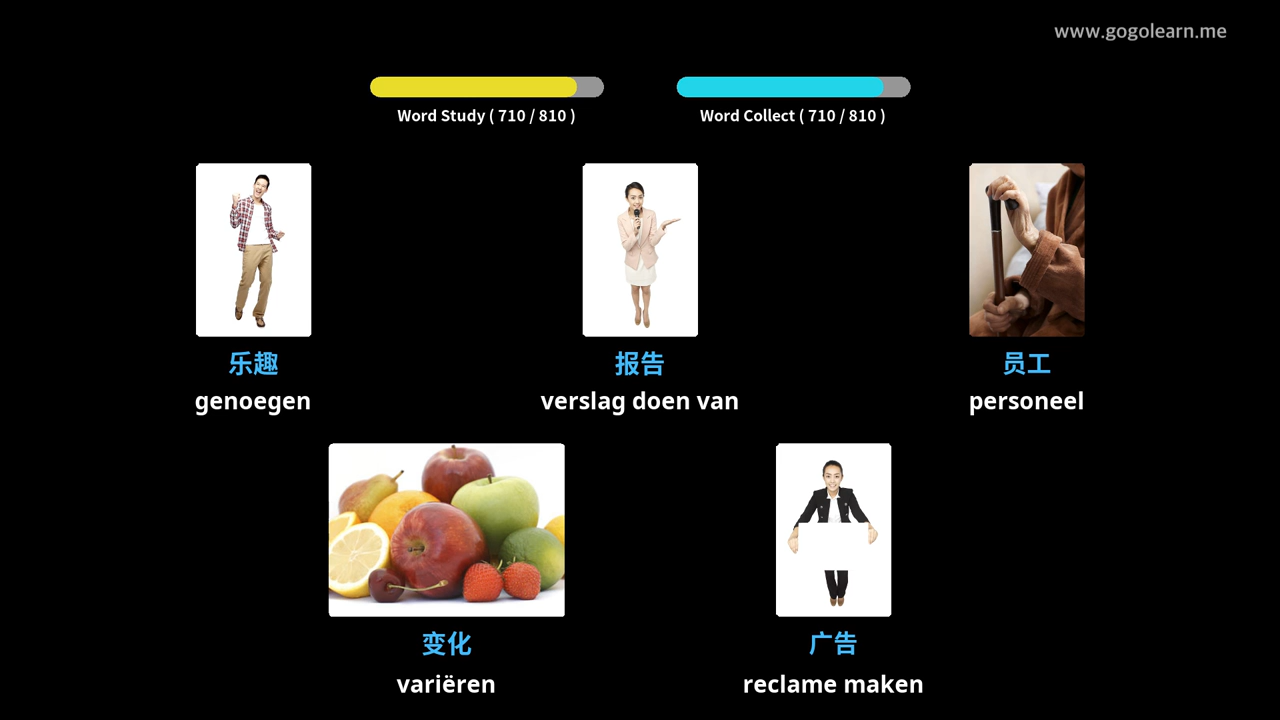 www.gogolearn.me
Word Study ( 710 / 810 )
Word Collect ( 710 / 810 )
乐趣
报告
员工
genoegen
verslag doen van
personeel
变化
广告
variëren
reclame maken